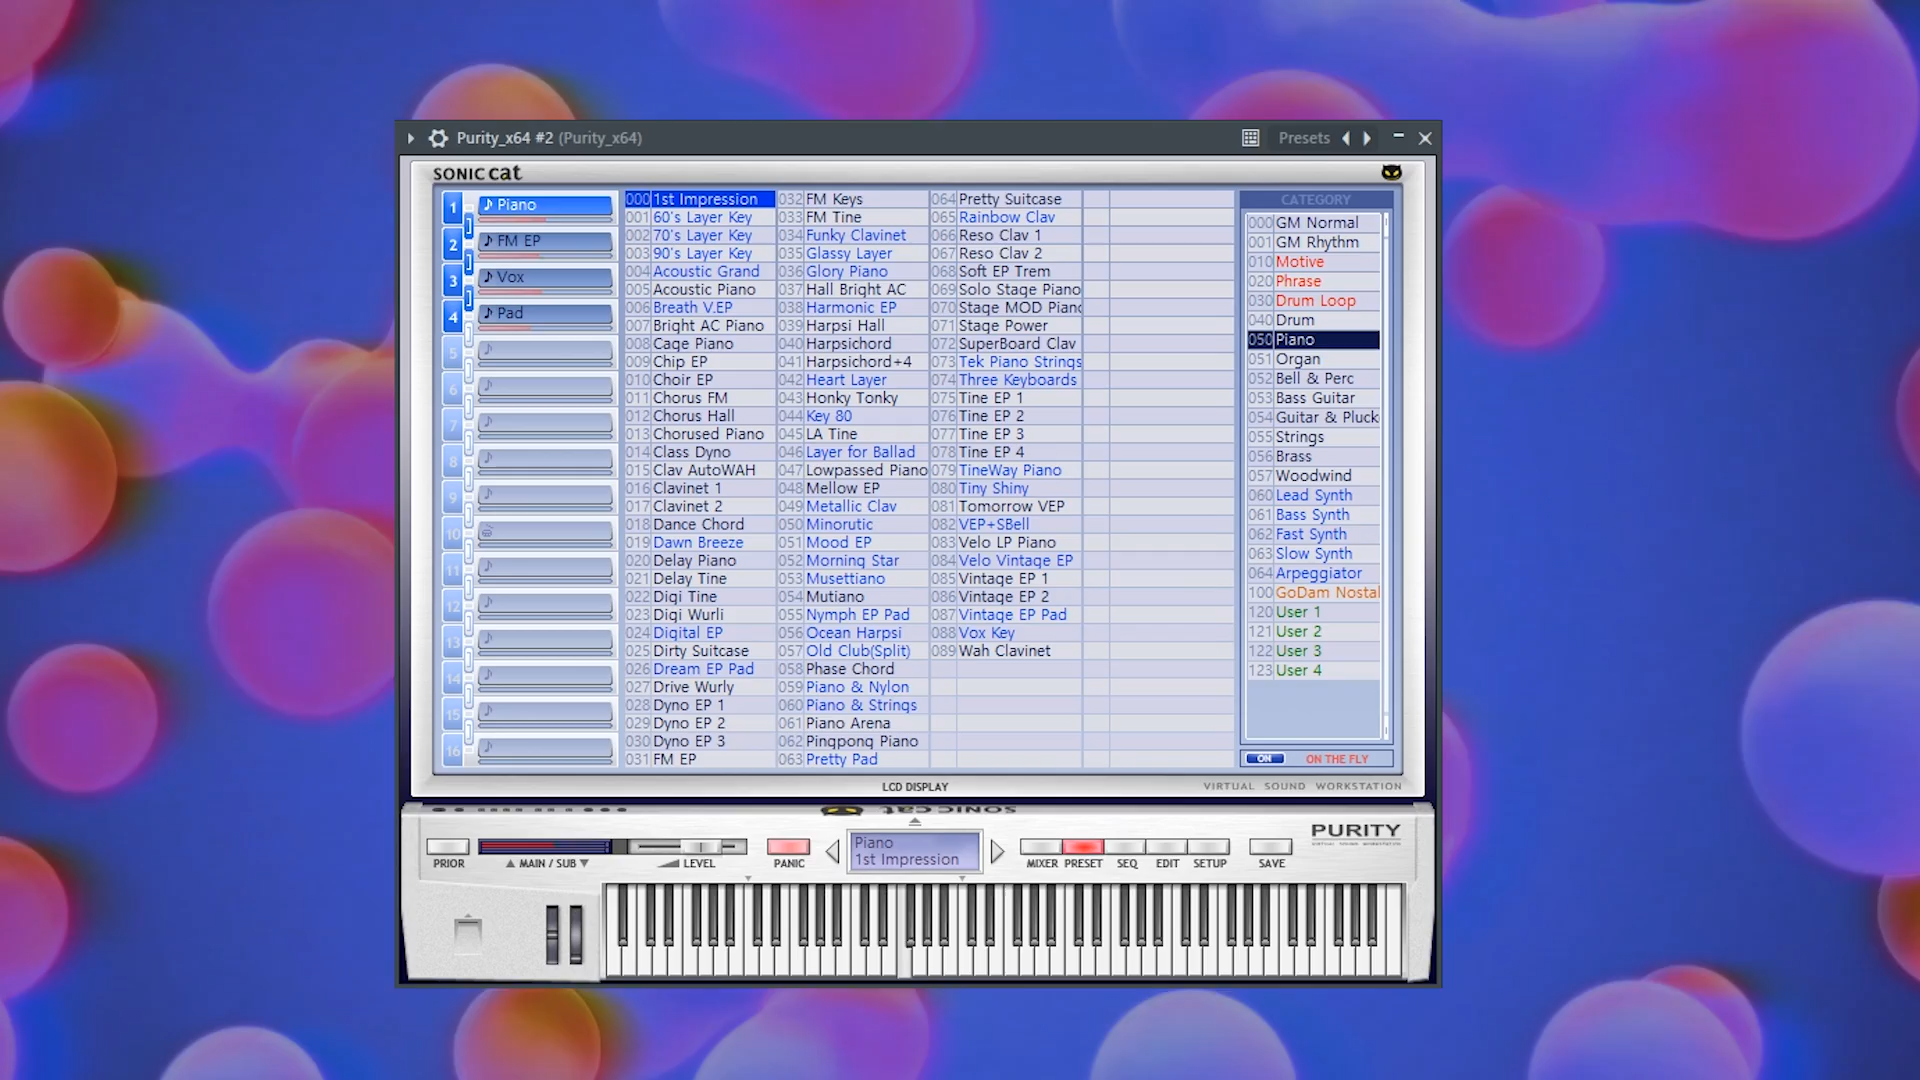 Purity_x64 #2 (Purity_x64)
Presets
SONIC cat
1 Piano
2 FM EP
3 Vox
4 Pad
5
6
7
8
9
10
11
12
13
14
15
16
000 1st Impression
001 60's Layer Key
002 70's Layer Key
003 90's Layer Key
004 Acoustic Grand
005 Acoustic Piano
006 Breath V.EP
007 Bright AC Piano
008 Cage Piano
009 Chip EP
010 Choir EP
011 Chorus FM
012 Chorus Hall
013 Chorused Piano
014 Class Dyno
015 Clav AutoWAH
016 Clavinet 1
017 Clavinet 2
018 Dance Chord
019 Dawn Breeze
020 Delay Piano
021 Delay Tine
022 Digi Tine
023 Digi Wurli
024 Digital EP
025 Dirty Suitcase
026 Dream EP Pad
027 Drive Wurly
028 Dyno EP 1
029 Dyno EP 2
030 Dyno EP 3
031 FM EP
032 FM Keys
033 FM Tine
034 Funky Clavinet
035 Glassy Layer
036 Glory Piano
037 Hall Bright AC
038 Harmonic EP
039 Harpsi Hall
040 Harpsichord
041 Harpsichord+4
042 Heart Layer
043 Honky Tonky
044 Key 80
045 LA Tine
046 Layer for Ballad
047 Lowpassed Piano
048 Mellow EP
049 Metallic Clav
050 Minorutic
051 Mood EP
052 Morning Star
053 Musettiano
054 Mutiano
055 Nymph EP Pad
056 Ocean Harpsi
057 Old Club(Split)
058 Phase Chord
059 Piano & Nylon
060 Piano & Strings
061 Piano Arena
062 Pingpong Piano
063 Pretty Pad
064 Pretty Suitcase
065 Rainbow Clav
066 Reso Clav 1
067 Reso Clav 2
068 Soft EP Trem
069 Solo Stage Piano
070 Stage MOD Piano
071 Stage Power
072 SuperBoard Clav
073 Tek Piano Strings
074 Three Keyboards
075 Tine EP 1
076 Tine EP 2
077 Tine EP 3
078 Tine EP 4
079 TineWay Piano
080 Tiny Shiny
081 Tomorrow VEP
082 VEP+SBell
083 Velo LP Piano
084 Velo Vintage EP
085 Vintage EP 1
086 Vintage EP 2
087 Vintage EP Pad
088 Vox Key
089 Wah Clavinet
CATEGORY
000 GM Normal
001 GM Rhythm
010 Motive
020 Phrase
030 Drum Loop
040 Drum
050 Piano
051 Organ
052 Bell & Perc
053 Bass Guitar
054 Guitar & Pluck
055 Strings
056 Brass
057 Woodwind
060 Lead Synth
061 Bass Synth
062 Fast Synth
063 Slow Synth
064 Arpeggiator
100 GoDam Nostal
120 User 1
121 User 2
122 User 3
123 User 4
ON ON THE FLY
LCD DISPLAY
VIRTUAL SOUND WORKSTATION
SONIC cat
PRIOR
MAIN / SUB
LEVEL
PANIC
Piano
1st Impression
MIXER PRESET SEQ EDIT SETUP
SAVE
PURITY
VIRTUAL SOUND WORKSTATION